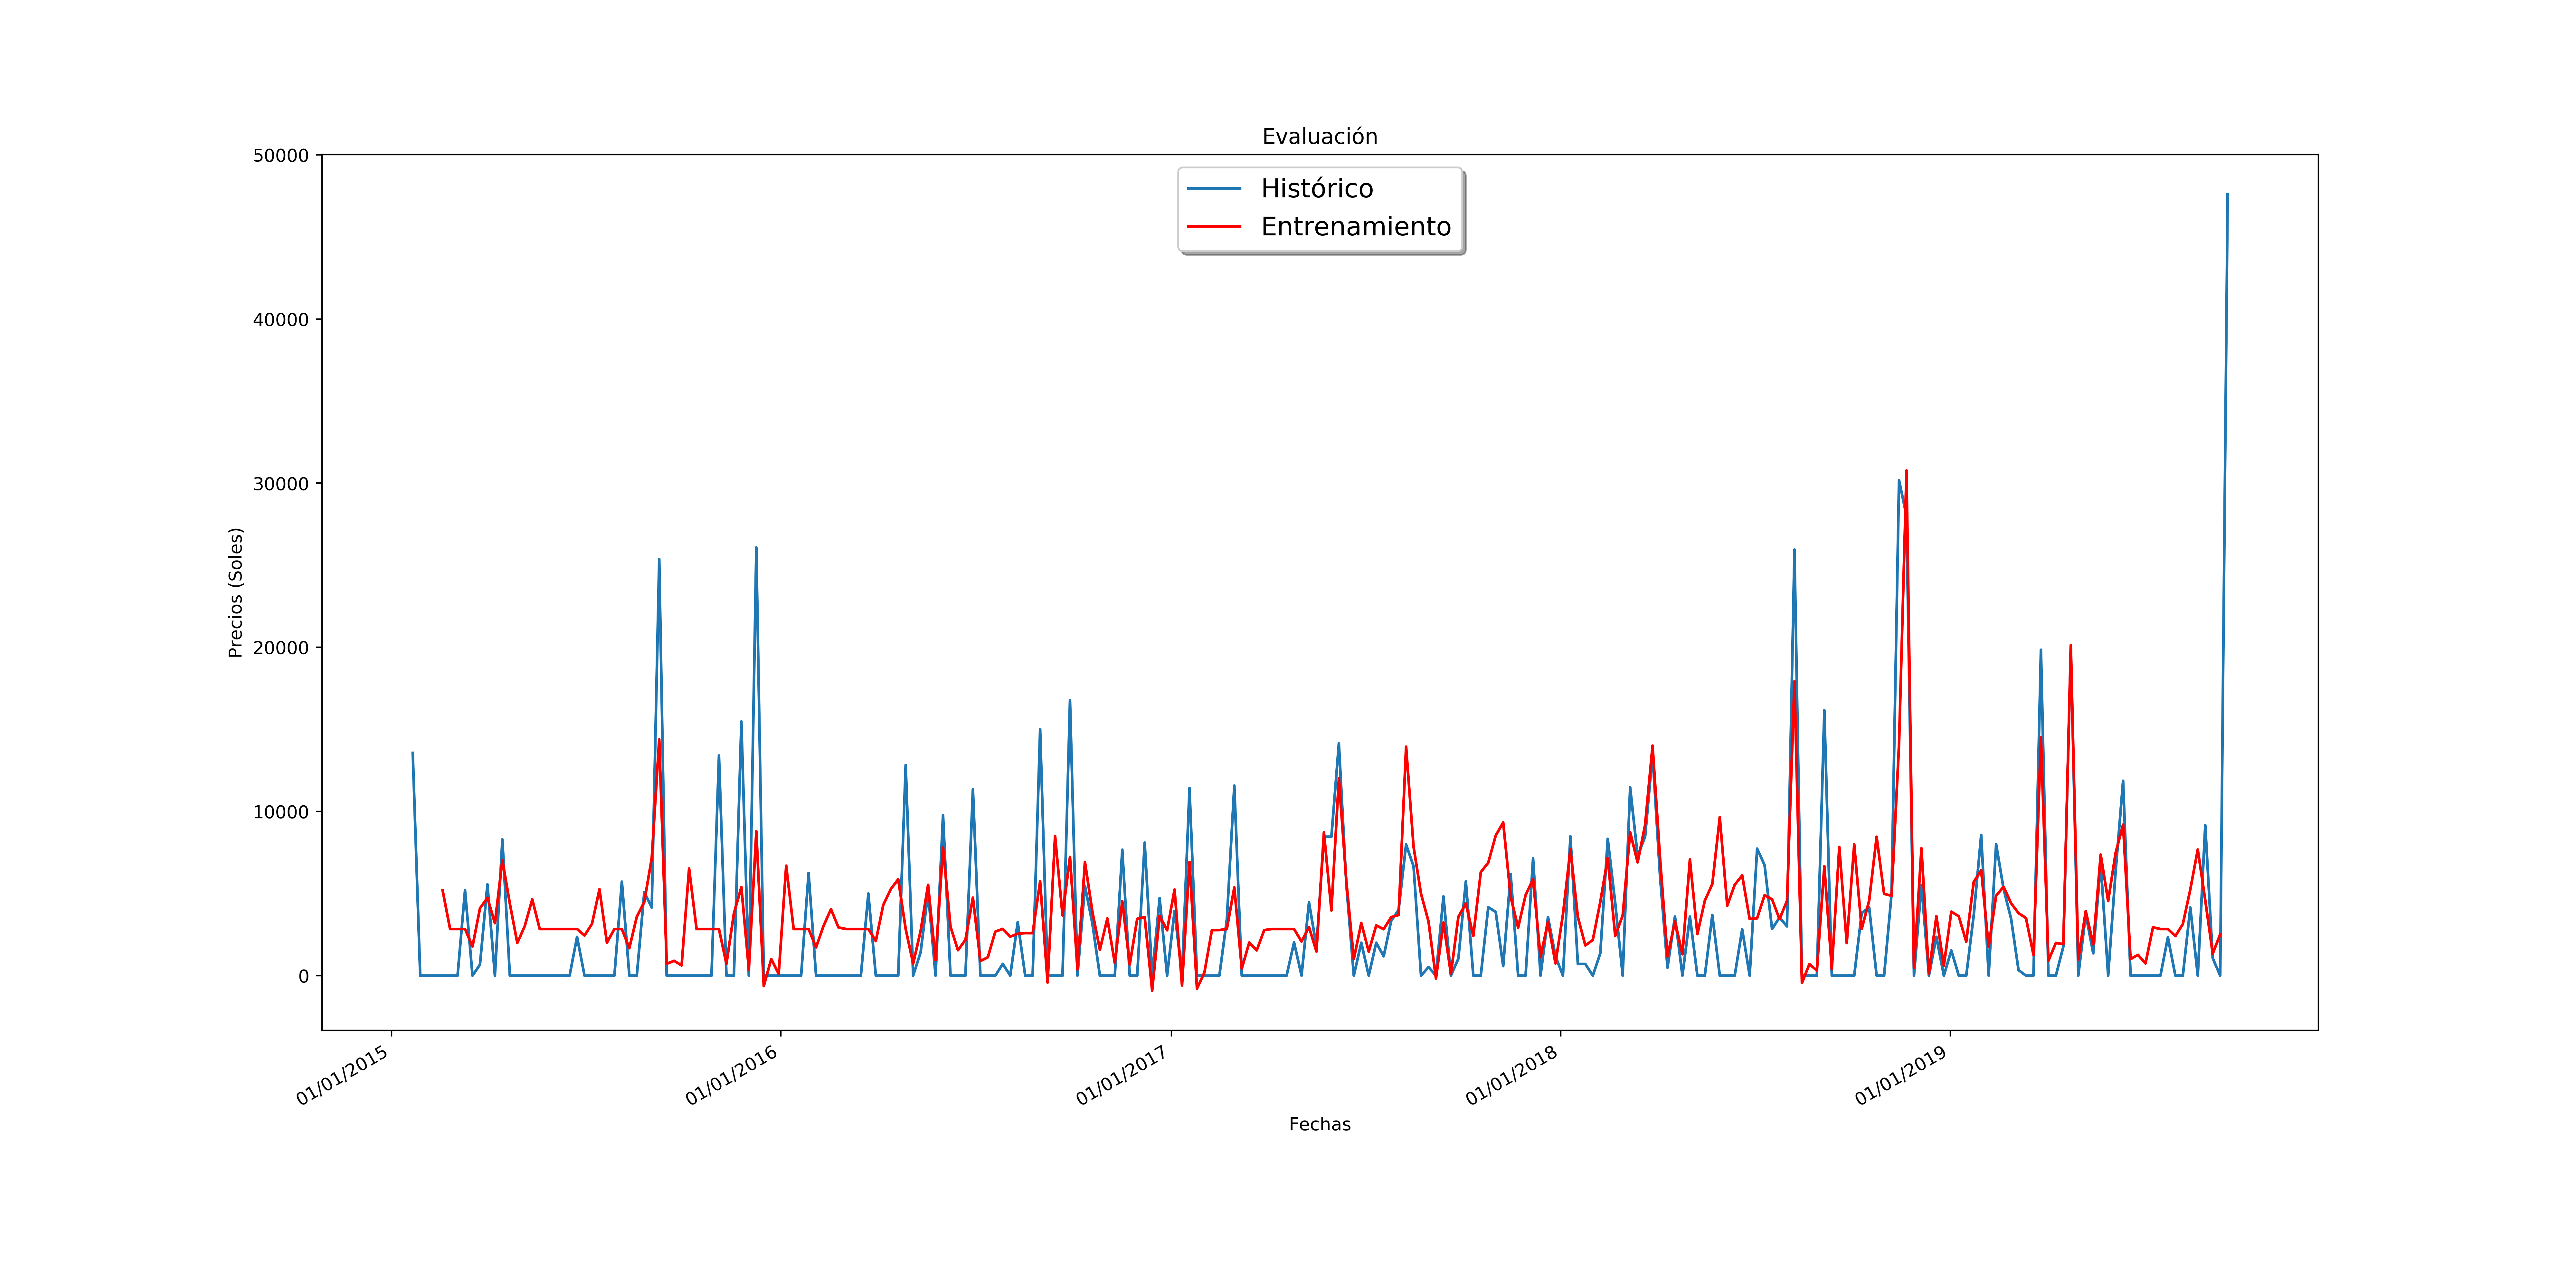 Evaluación
Histórico
Entrenamiento
50000
40000
30000
20000
10000
0
Precios (Soles)
01/01/2015
01/01/2016
01/01/2017
01/01/2018
01/01/2019
Fechas